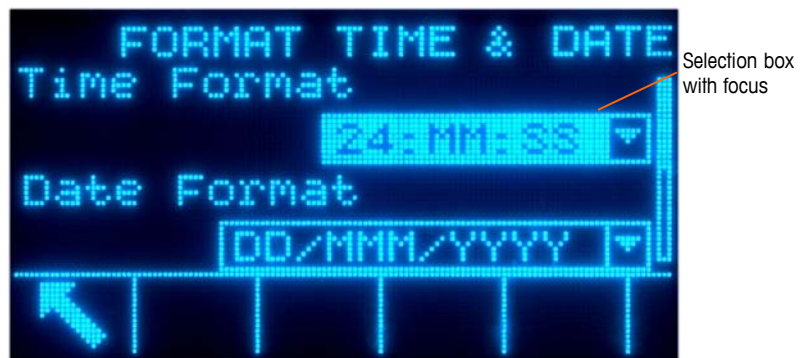 FORMAT TIME & DATE
Time Format
24:MM:SS
Date Format
DD/MMM/YYYY
Selection box
with focus